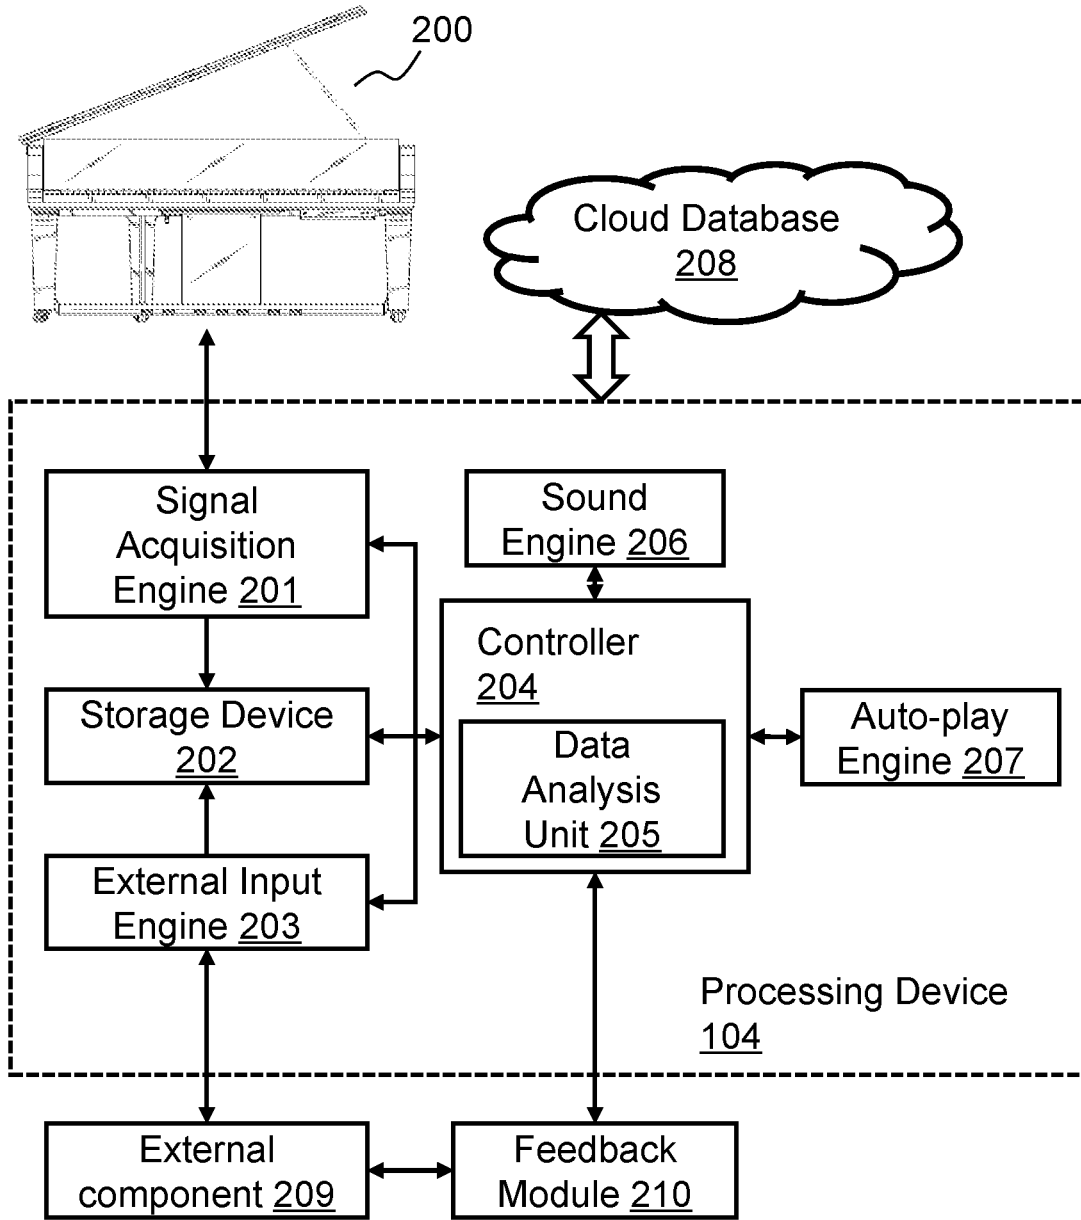 200
Cloud Database
208
Signal
Acquisition
Engine 201
Sound
Engine 206
Controller
204
Storage Device
202
Data
Analysis
Unit 205
Auto-play
Engine 207
External Input
Engine 203
Processing Device
104
External
component 209
Feedback
Module 210